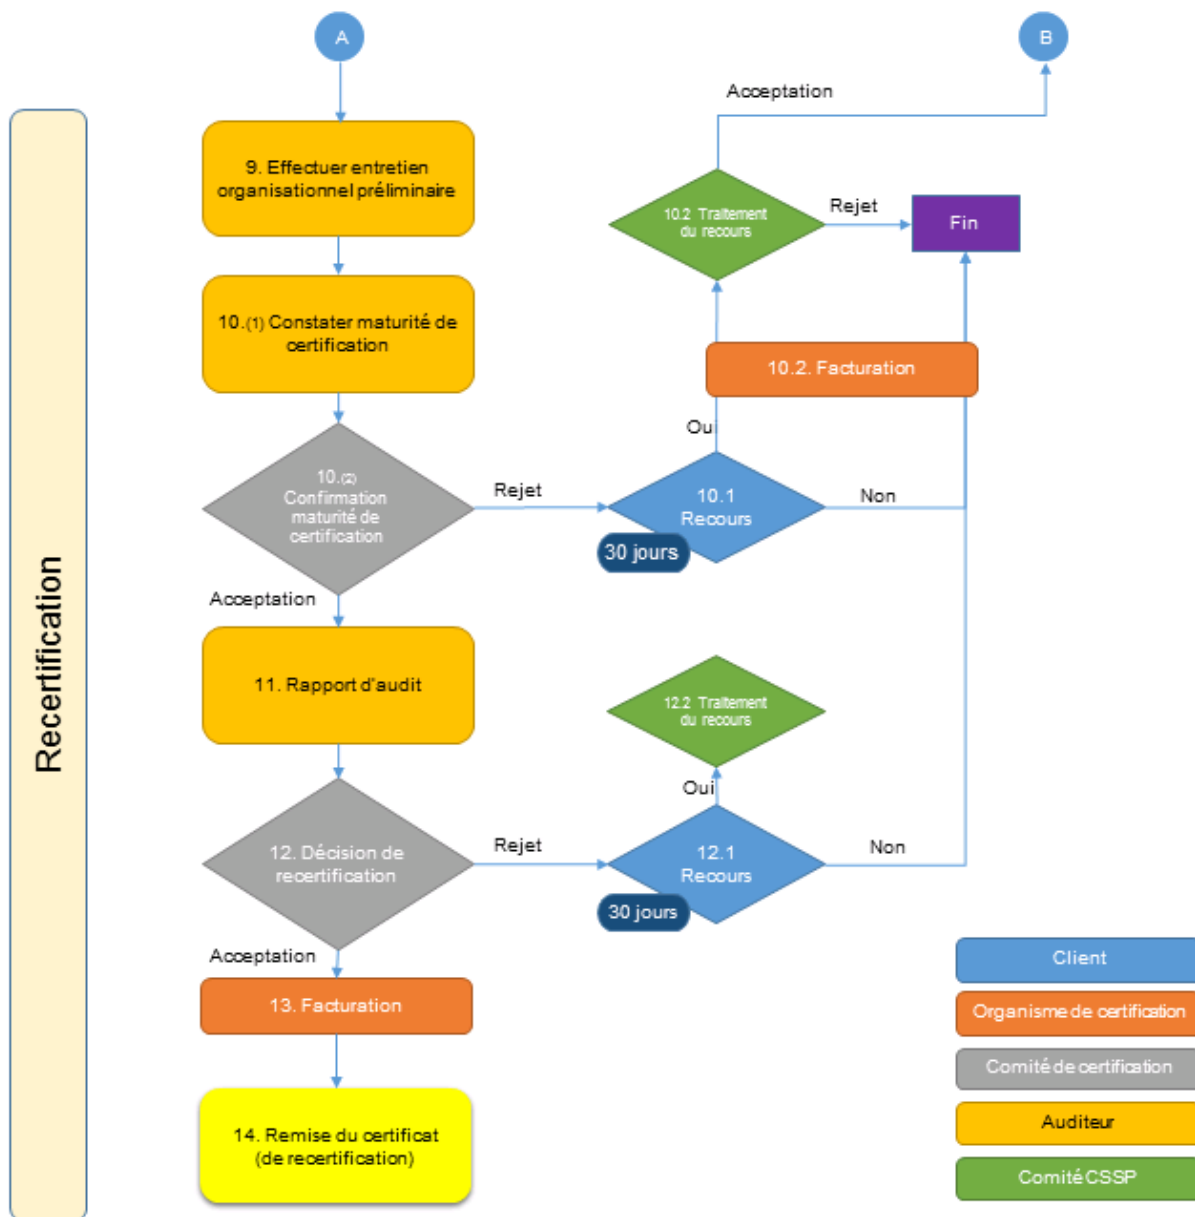 A
B
Acceptation
Recertification
9. Effectuer entretien
organisationnel préliminaire
10.2 Traitement
du recours
Rejet
Fin
10.(1) Constater maturité de
certification
10.2. Facturation
Oui
10.(2)
Confirmation
maturité de
certification
Rejet
10.1
Recours
Non
30 jours
Acceptation
11. Rapport d'audit
12.2 Traitement
du recours
Oui
12. Décision de
recertification
Rejet
12.1
Recours
Non
30 jours
Acceptation
13. Facturation
14. Remise du certificat
(de recertification)
Client
Organisme de certification
Comité de certification
Auditeur
Comité CSSP